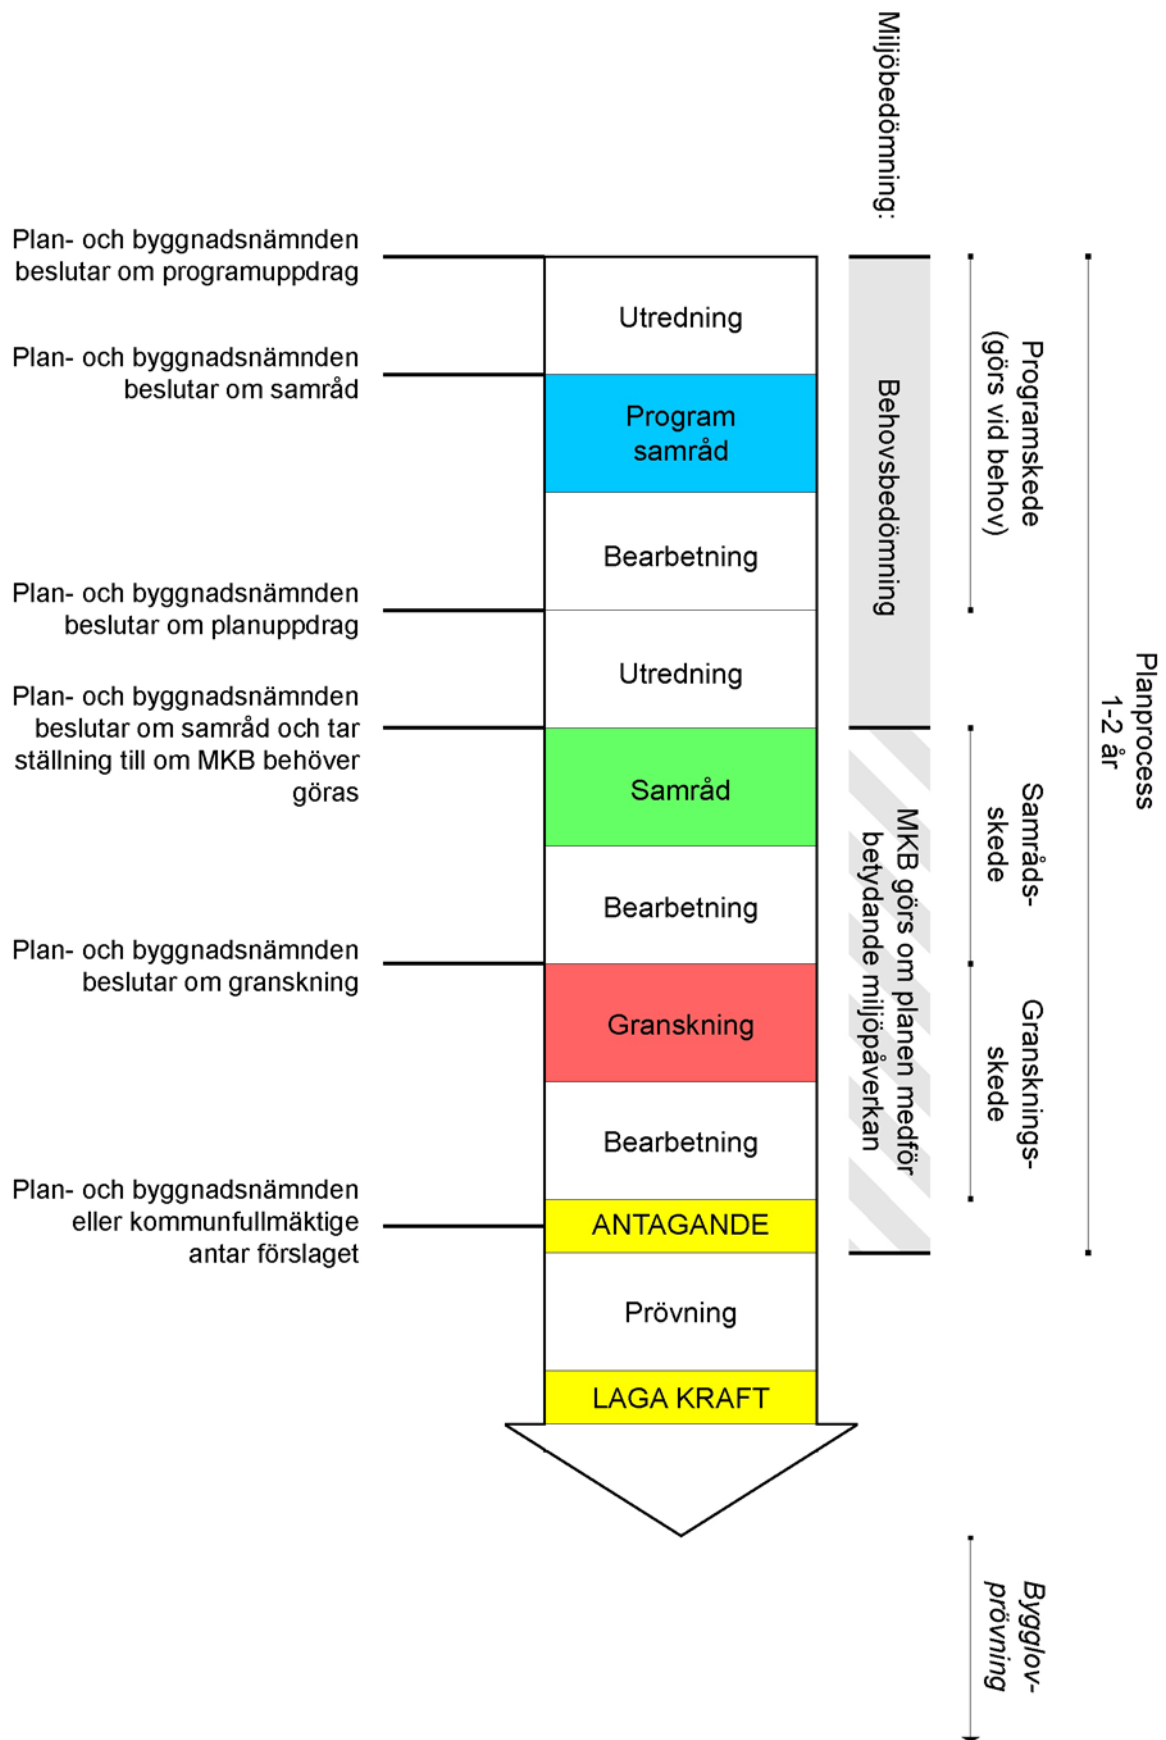 Miljöbedömning:
Plan- och byggnadsnämnden
beslutar om programuppdrag
Plan- och byggnadsnämnden
beslutar om samråd
Plan- och byggnadsnämnden
beslutar om planuppdrag
Plan- och byggnadsnämnden
beslutar om samråd och tar
ställning till om MKB behöver
göras
Plan- och byggnadsnämnden
beslutar om granskning
Plan- och byggnadsnämnden
eller kommunfullmäktige
antar förslaget
Utredning
Program
samråd
Bearbetning
Utredning
Samråd
Bearbetning
Granskning
Bearbetning
ANTAGANDE
Prövning
LAGA KRAFT
Behovsbedömning
MKB görs om planen medför
betydande miljöpåverkan
Programskede
(görs vid behov)
Samråds-
skede
Gransknings-
skede
Planprocess
1-2 år
Bygglov-
prövning